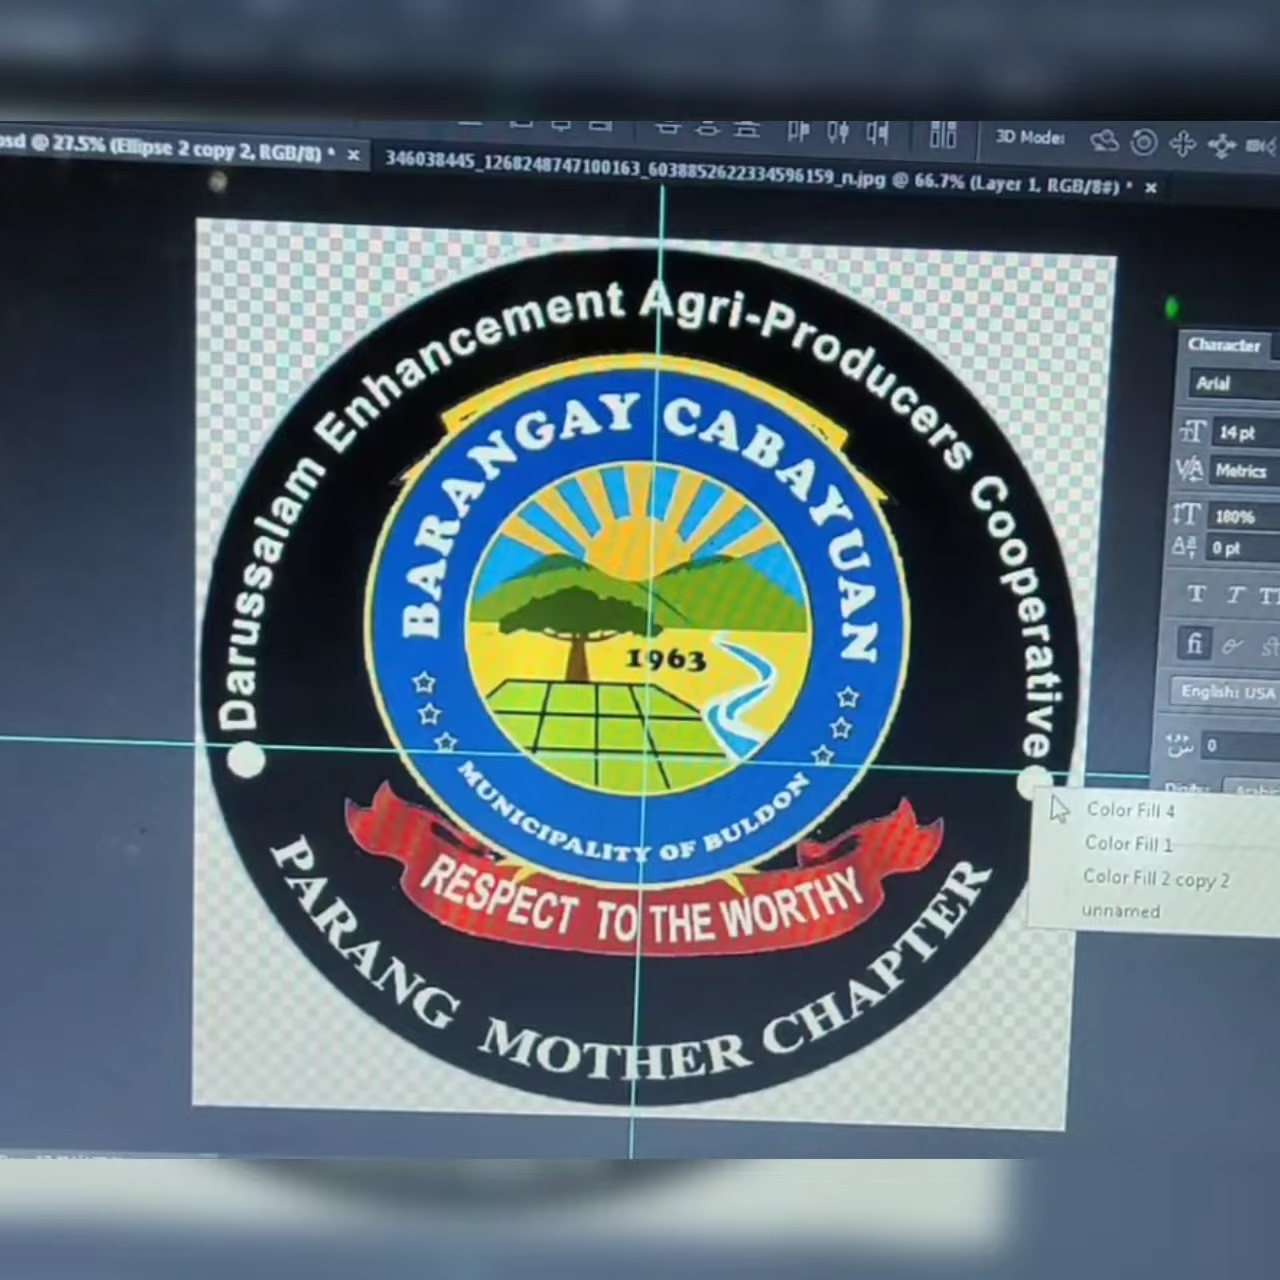 psd @ 27.5% (Ellipse 2 copy 2, RGB/8) * ×
346038445_1268248747100163_6038852622334596159_n.jpg @ 66.7% (Layer 1, RGB/8#) * ×
3D Mode:
Darussalam Enhancement Agri-Producers Cooperative
BARANGAY CABAYUAN
1963
MUNICIPALITY OF BULDON
RESPECT TO THE WORTHY
PARANG MOTHER CHAPTER
Character
Arial
14 pt
Metrics
180%
0 pt
English: USA
0
Color Fill 4
Color Fill 1
Color Fill 2 copy 2
unnamed